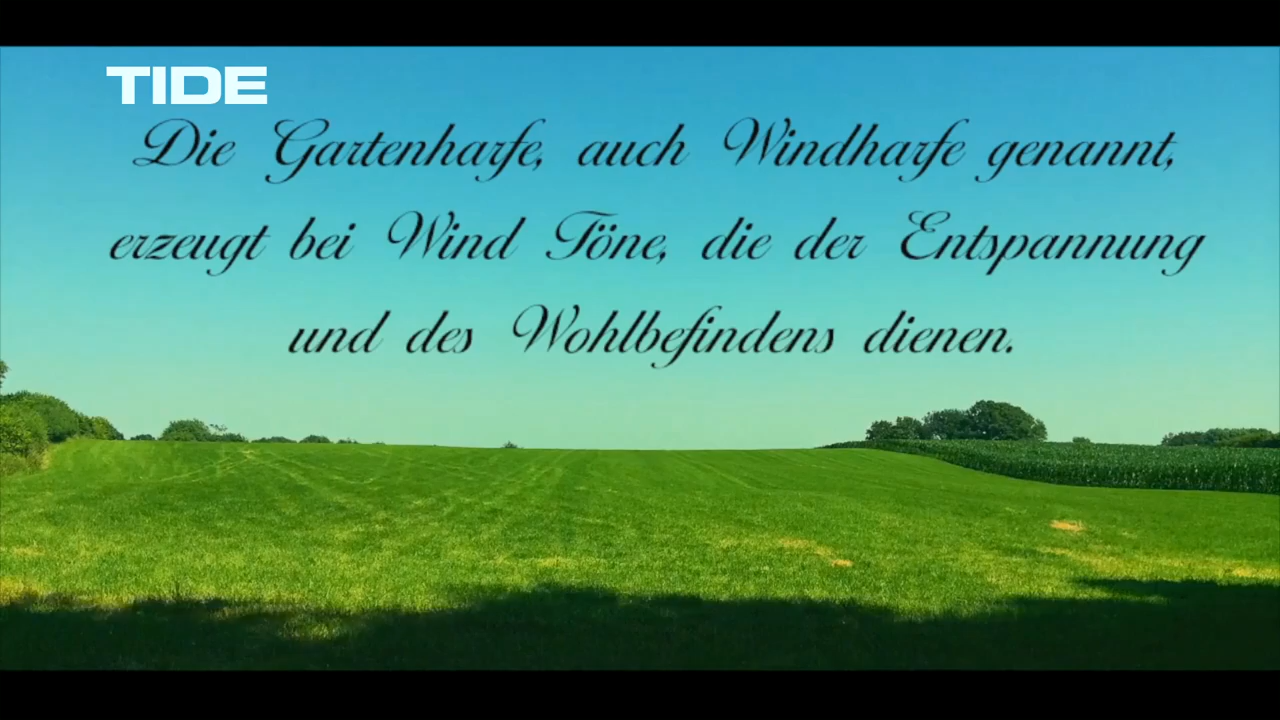 TIDE
Die Gartenharfe, auch Windharfe genannt,
erzeugt bei Wind Töne, die der Entspannung
und des Wohlbefindens dienen.